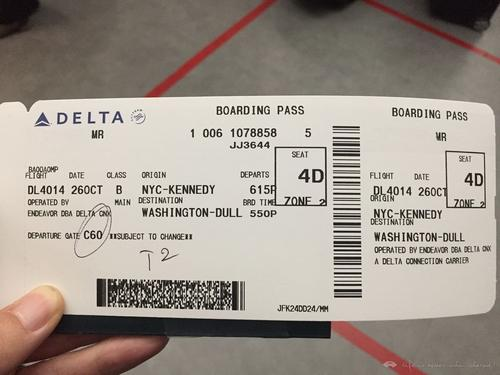 DELTA
BOARDING PASS
MR
1 006 1078858 5
JJ3644
SEAT
4D
ZONE 2
BA0OA0MP
FLIGHT DATE CLASS ORIGIN DEPARTS
DL4014 26OCT B NYC-KENNEDY 615P
OPERATED BY MAIN DESTINATION BRD TIME
ENDEAVOR DBA DELTA CNX WASHINGTON-DULL 550P
DEPARTURE GATE C60 **SUBJECT TO CHANGE**
T2
JFK24DD24/MM
BOARDING PASS
MR
SEAT
4D
ZONE 2
FLIGHT DATE
DL4014 26OCT
ORIGIN
NYC-KENNEDY
DESTINATION
WASHINGTON-DULL
OPERATED BY ENDEAVOR DBA DELTA CNX
A DELTA CONNECTION CARRIER